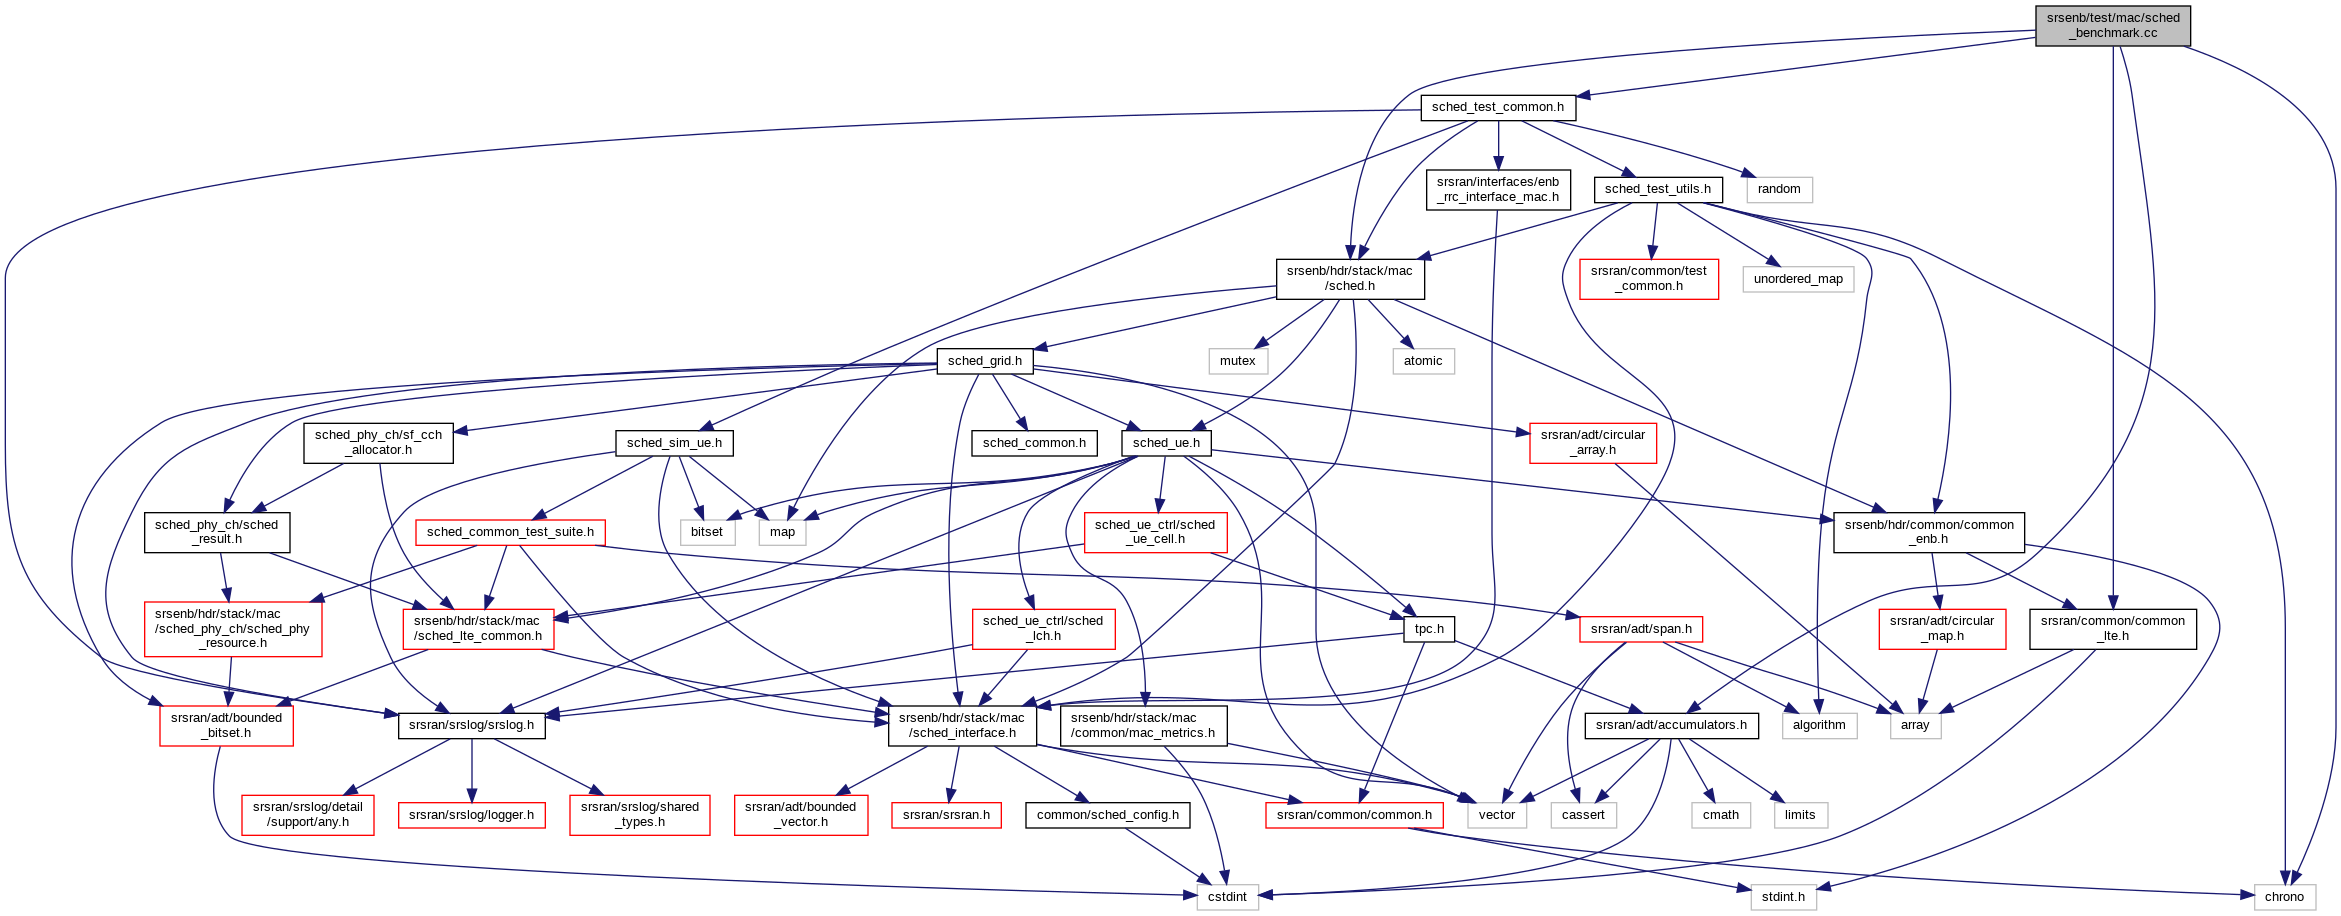 srsenb/test/mac/sched
_benchmark.cc
sched_test_common.h
srsran/interfaces/enb
_rrc_interface_mac.h
sched_test_utils.h
random
srsenb/hdr/stack/mac
/sched.h
srsran/common/test
_common.h
unordered_map
sched_grid.h
mutex
atomic
sched_phy_ch/sf_cch
_allocator.h
sched_sim_ue.h
sched_common.h
sched_ue.h
srsran/adt/circular
_array.h
sched_phy_ch/sched
_result.h
sched_common_test_suite.h
bitset
map
sched_ue_ctrl/sched
_ue_cell.h
srsenb/hdr/common/common
_enb.h
srsenb/hdr/stack/mac
/sched_phy_ch/sched_phy
_resource.h
srsenb/hdr/stack/mac
/sched_lte_common.h
sched_ue_ctrl/sched
_lch.h
tpc.h
srsran/adt/span.h
srsran/adt/circular
_map.h
srsran/common/common
_lte.h
srsran/adt/bounded
_bitset.h
srsran/srslog/srslog.h
srsenb/hdr/stack/mac
/sched_interface.h
srsenb/hdr/stack/mac
/common/mac_metrics.h
srsran/adt/accumulators.h
algorithm
array
srsran/srslog/detail
/support/any.h
srsran/srslog/logger.h
srsran/srslog/shared
_types.h
srsran/adt/bounded
_vector.h
srsran/srsran.h
common/sched_config.h
srsran/common/common.h
vector
cassert
cmath
limits
cstdint
stdint.h
chrono